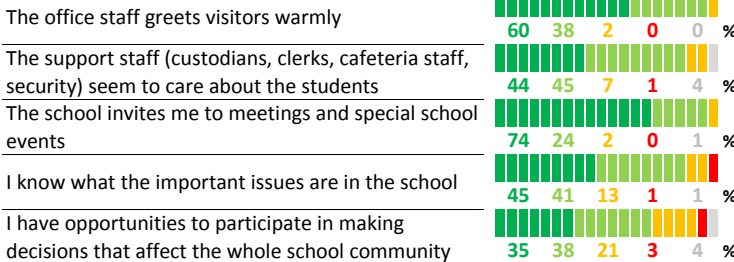 The office staff greets visitors warmly
60 38 2 0 0 %
The support staff (custodians, clerks, cafeteria staff,
security) seem to care about the students
44 45 7 1 4 %
The school invites me to meetings and special school
events
74 24 2 0 1 %
I know what the important issues are in the school
45 41 13 1 1 %
I have opportunities to participate in making
decisions that affect the whole school community
35 38 21 3 4 %